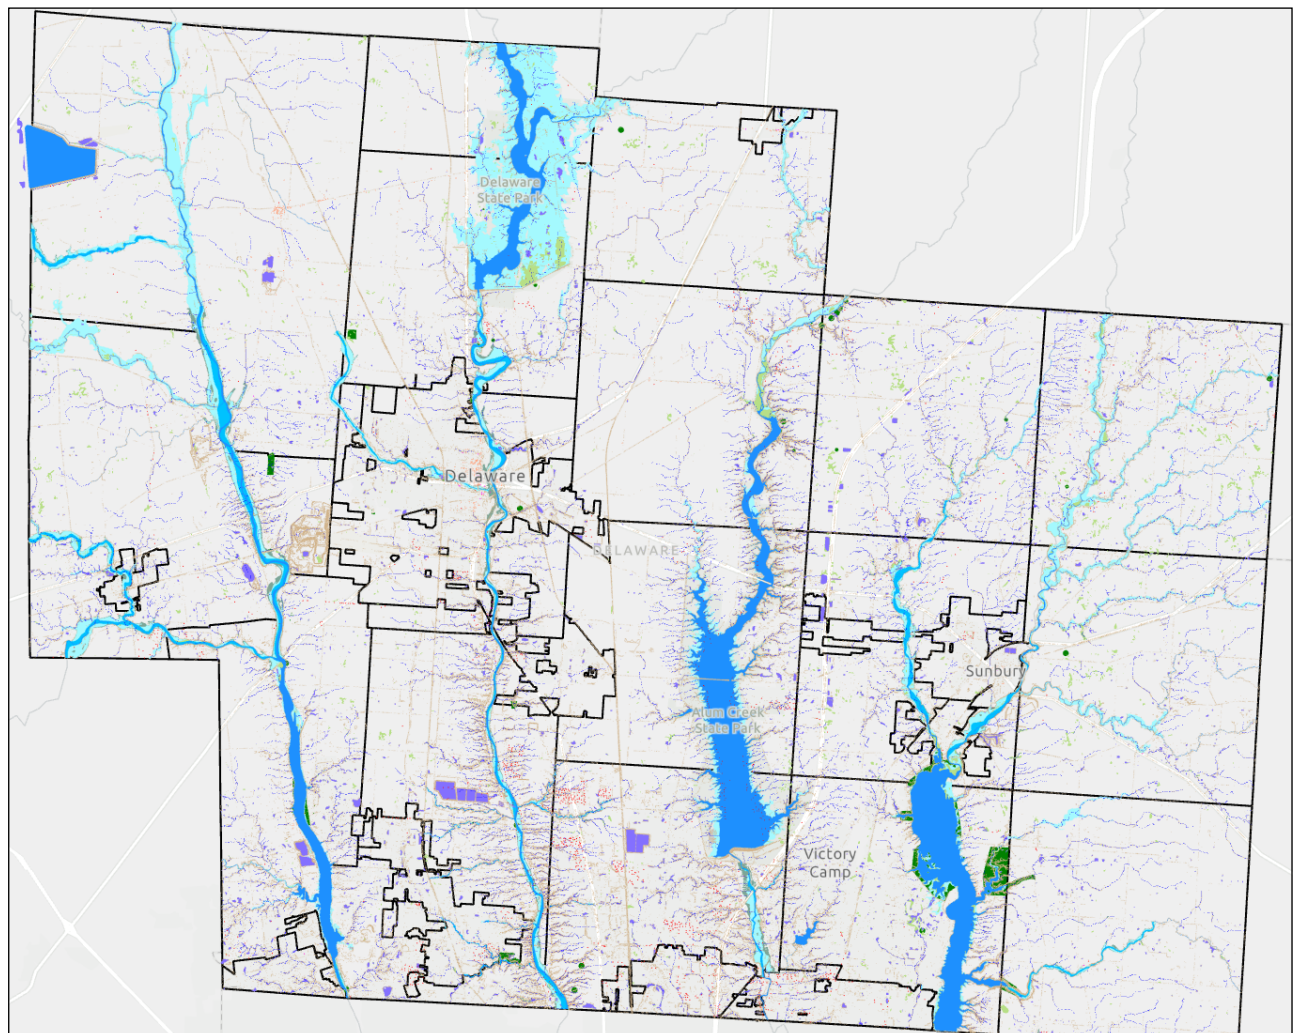 Delaware
State Park
Delaware
DELAWARE
Sunbury
Alum Creek
State Park
Victory
Camp